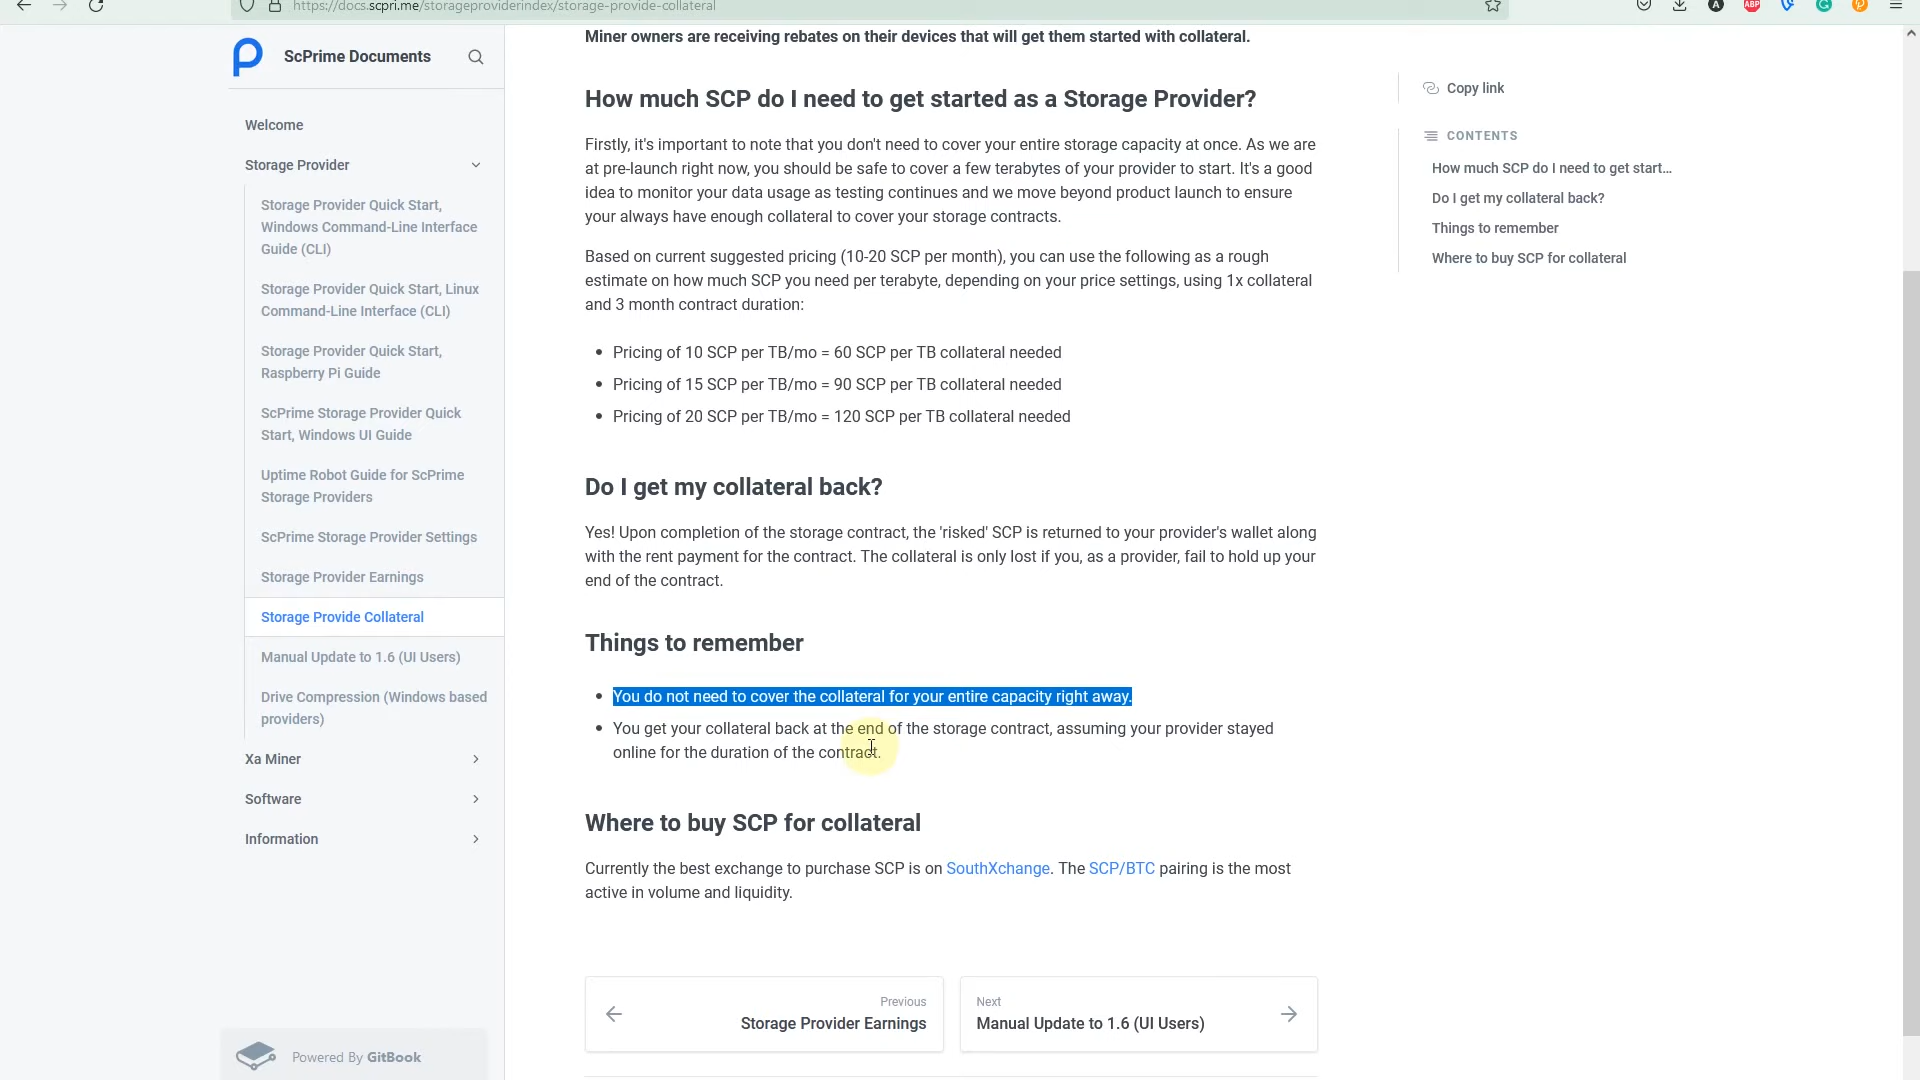 https://docs.scpri.me/storageproviderindex/storage-provide-collateral
A
ABP
ScPrime Documents
Welcome
Storage Provider
Storage Provider Quick Start,
Windows Command-Line Interface
Guide (CLI)
Storage Provider Quick Start, Linux
Command-Line Interface (CLI)
Storage Provider Quick Start,
Raspberry Pi Guide
ScPrime Storage Provider Quick
Start, Windows UI Guide
Uptime Robot Guide for ScPrime
Storage Providers
ScPrime Storage Provider Settings
Storage Provider Earnings
Storage Provide Collateral
Manual Update to 1.6 (UI Users)
Drive Compression (Windows based
providers)
Xa Miner
Software
Information
Powered By GitBook
Miner owners are receiving rebates on their devices that will get them started with collateral.
How much SCP do I need to get started as a Storage Provider?
Firstly, it's important to note that you don't need to cover your entire storage capacity at once. As we are
at pre-launch right now, you should be safe to cover a few terabytes of your provider to start. It's a good
idea to monitor your data usage as testing continues and we move beyond product launch to ensure
your always have enough collateral to cover your storage contracts.
Based on current suggested pricing (10-20 SCP per month), you can use the following as a rough
estimate on how much SCP you need per terabyte, depending on your price settings, using 1x collateral
and 3 month contract duration:
• Pricing of 10 SCP per TB/mo = 60 SCP per TB collateral needed
• Pricing of 15 SCP per TB/mo = 90 SCP per TB collateral needed
• Pricing of 20 SCP per TB/mo = 120 SCP per TB collateral needed
Do I get my collateral back?
Yes! Upon completion of the storage contract, the 'risked' SCP is returned to your provider's wallet along
with the rent payment for the contract. The collateral is only lost if you, as a provider, fail to hold up your
end of the contract.
Things to remember
• You do not need to cover the collateral for your entire capacity right away.
• You get your collateral back at the end of the storage contract, assuming your provider stayed
online for the duration of the contract.
Where to buy SCP for collateral
Currently the best exchange to purchase SCP is on SouthXchange. The SCP/BTC pairing is the most
active in volume and liquidity.
Previous
Storage Provider Earnings
Next
Manual Update to 1.6 (UI Users)
Copy link
CONTENTS
How much SCP do I need to get start...
Do I get my collateral back?
Things to remember
Where to buy SCP for collateral